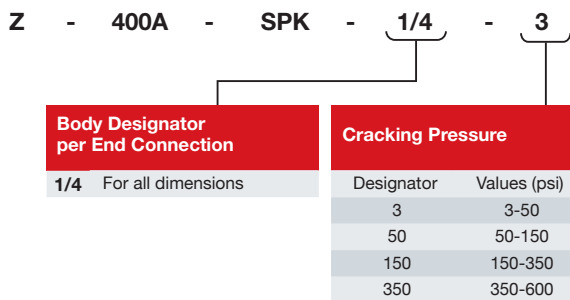 Z - 400A - SPK - 1/4 - 3
Body Designator
per End Connection
1/4 For all dimensions
Cracking Pressure
Designator Values (psi)
3 3-50
50 50-150
150 150-350
350 350-600